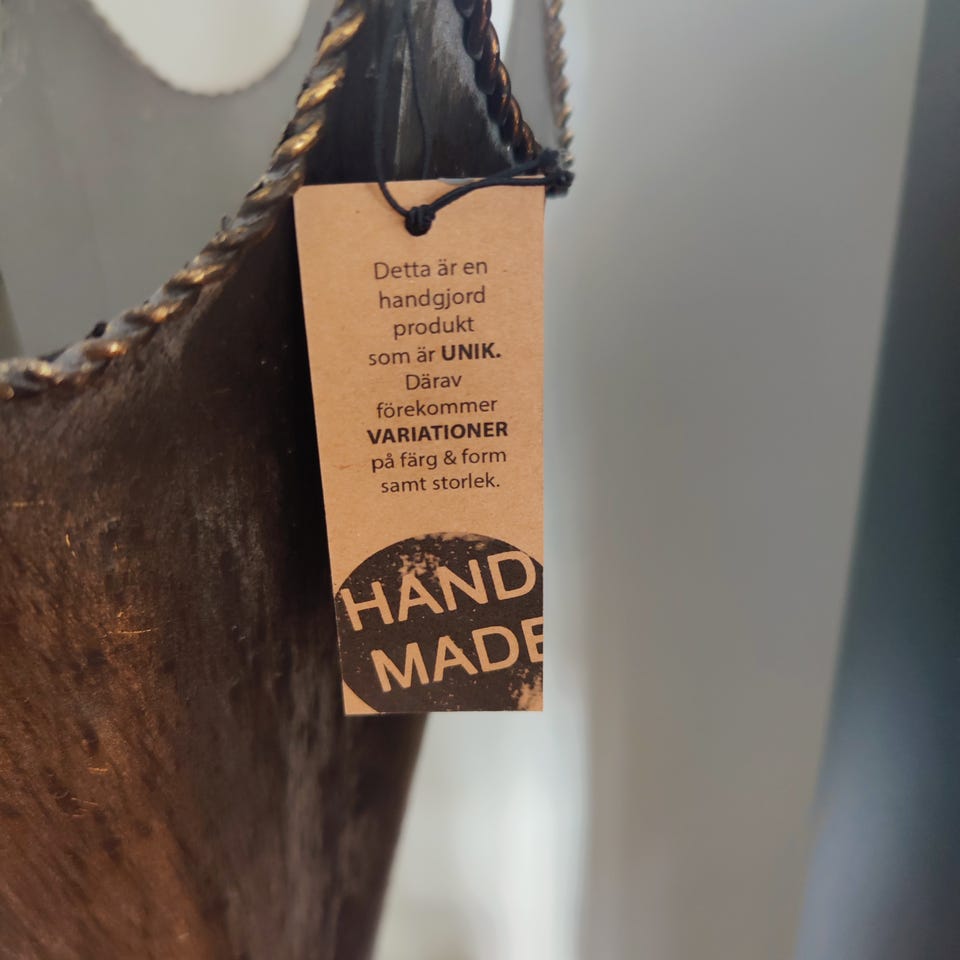 Detta är en
handgjord
produkt
som är UNIK.
Därav
förekommer
VARIATIONER
på färg & form
samt storlek.
HAND
MADE